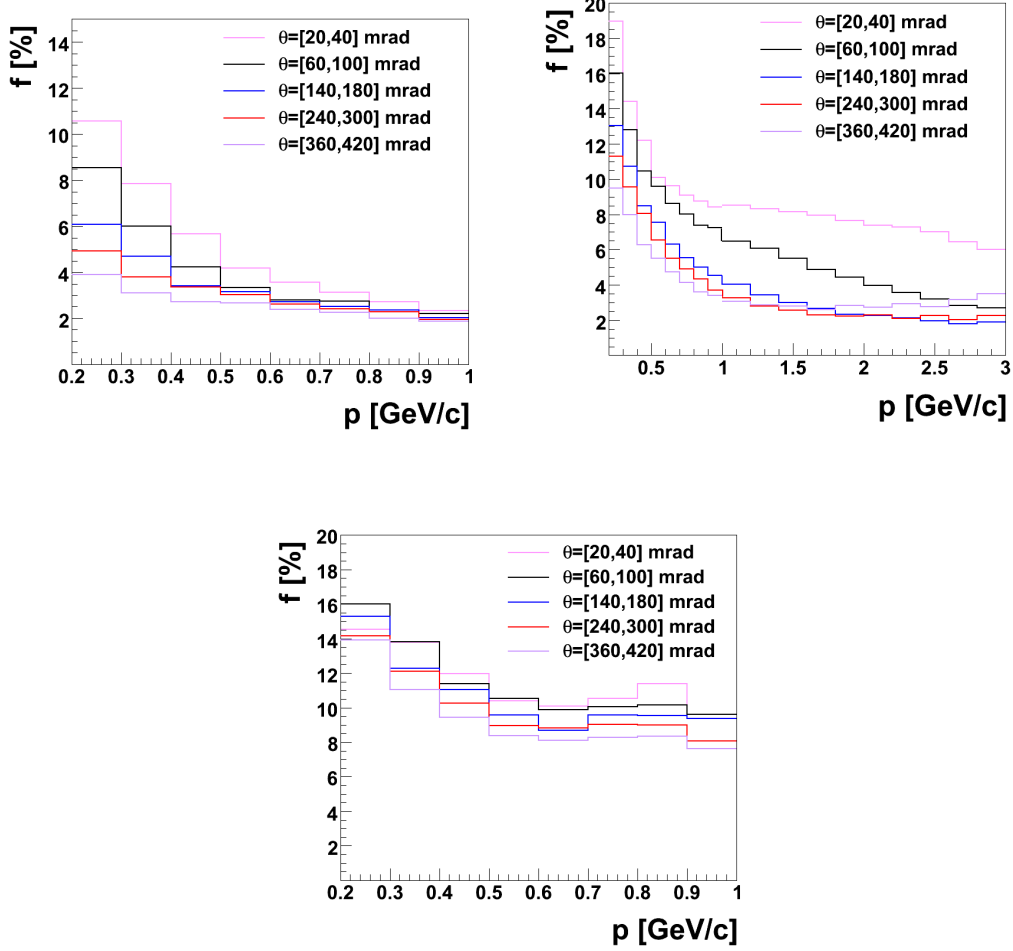 f [%]
14
12
10
8
6
4
2
θ=[20,40] mrad
θ=[60,100] mrad
θ=[140,180] mrad
θ=[240,300] mrad
θ=[360,420] mrad
0.2 0.3 0.4 0.5 0.6 0.7 0.8 0.9 1
p [GeV/c]
f [%]
20
18
16
14
12
10
8
6
4
2
θ=[20,40] mrad
θ=[60,100] mrad
θ=[140,180] mrad
θ=[240,300] mrad
θ=[360,420] mrad
0.5 1 1.5 2 2.5 3
p [GeV/c]
f [%]
20
18
16
14
12
10
8
6
4
2
θ=[20,40] mrad
θ=[60,100] mrad
θ=[140,180] mrad
θ=[240,300] mrad
θ=[360,420] mrad
0.2 0.3 0.4 0.5 0.6 0.7 0.8 0.9 1
p [GeV/c]